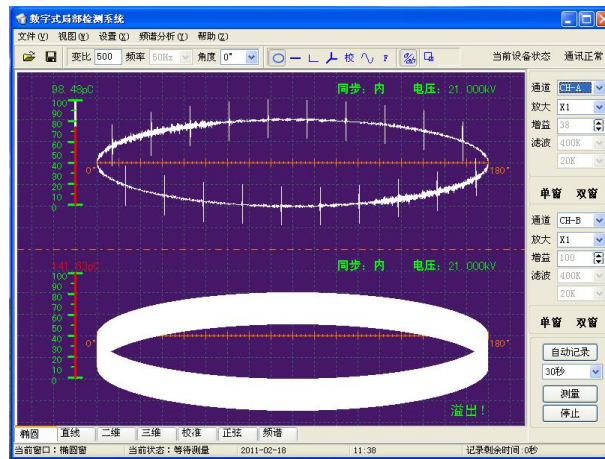 数字式局部检测系统
文件(V) 视图(W) 设置(X) 频谱分析(Y) 帮助(Z)
变比 500 频率 50Hz 角度 0° 校 F 当前设备状态 通讯正常
98.48pC 同步: 内 电压: 21.000kV
100
90
80
70
60
50
40
30
20
10
0
0° 180°
141.63pC 同步: 内 电压: 21.000kV
100
90
80
70
60
50
40
30
20
10
0
0° 180°
溢出!
通道 CH-A
放大 X1
增益 38
滤波 400K
20K
单窗 双窗
通道 CH-B
放大 X1
增益 100
滤波 400K
20K
单窗 双窗
自动记录
30秒
测量
停止
椭圆 直线 二维 三维 校准 正弦 频谱
当前窗口:椭圆窗 当前状态:等待测量 2011-02-18 11:38 记录剩余时间:0秒